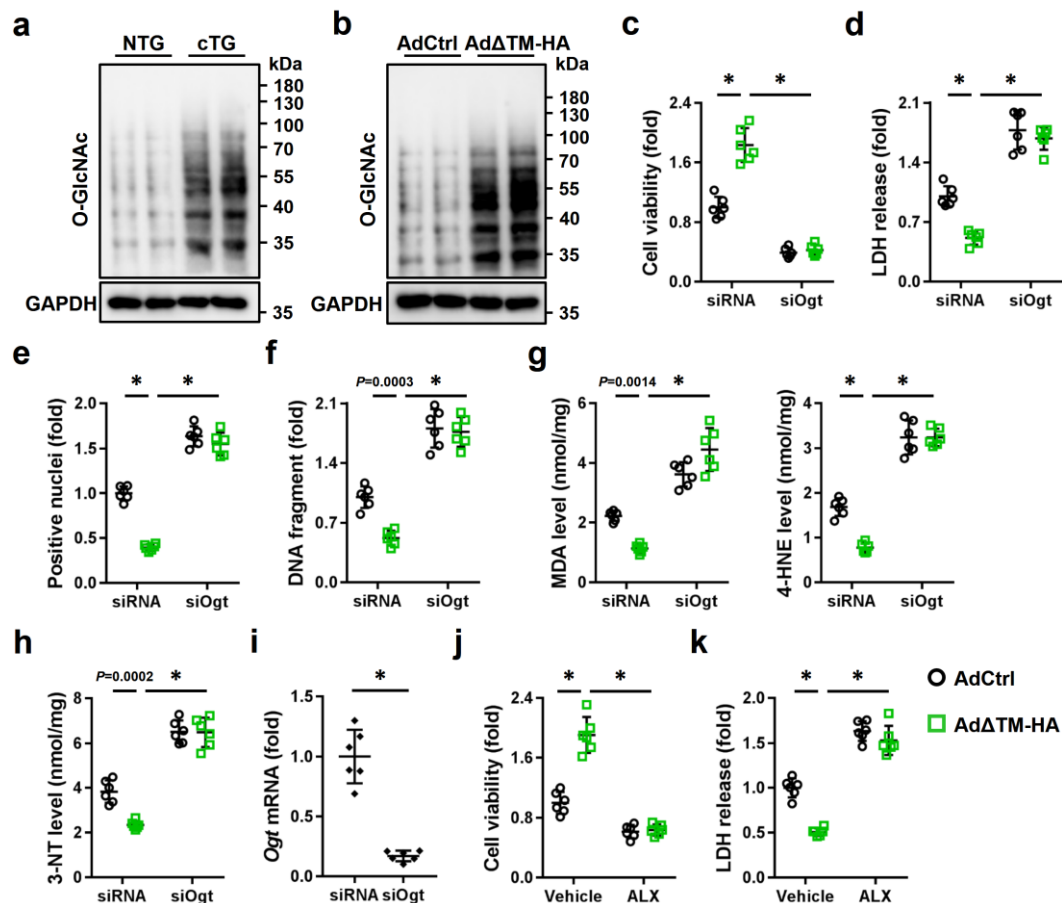 a
NTG cTG
kDa
180
130
100
70
55
40
35
35
O-GlcNAc
GAPDH
b
AdCtrl AdΔTM-HA
kDa
180
130
100
70
55
40
35
35
O-GlcNAc
GAPDH
c
* *
Cell viability (fold)
2.4
1.8
1.2
0.6
0.0
siRNA siOgt
d
* *
LDH release (fold)
2.1
1.4
0.7
0.0
siRNA siOgt
e
* *
Positive nuclei (fold)
2.0
1.5
1.0
0.5
0.0
siRNA siOgt
f
P=0.0003 *
DNA fragment (fold)
2.1
1.4
0.7
0.0
siRNA siOgt
g
P=0.0014 *
MDA level (nmol/mg)
6
4
2
0
siRNA siOgt
* *
4-HNE level (nmol/mg)
4
3
2
1
0
siRNA siOgt
h
P=0.0002 *
3-NT level (nmol/mg)
8
6
4
2
0
siRNA siOgt
i
*
Ogt mRNA (fold)
1.5
1.0
0.5
0.0
siRNA siOgt
j
* *
Cell viability (fold)
2.4
1.8
1.2
0.6
0.0
Vehicle ALX
k
* *
LDH release (fold)
2.0
1.5
1.0
0.5
0.0
Vehicle ALX
AdCtrl
AdΔTM-HA